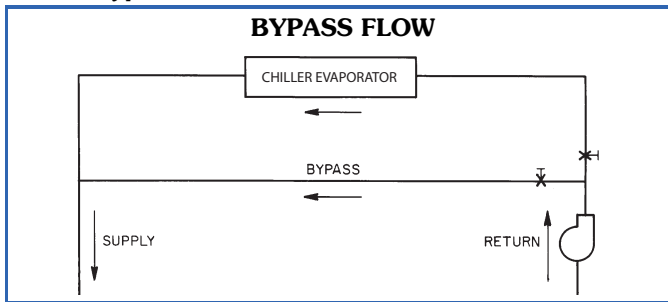 BYPASS FLOW
CHILLER EVAPORATOR
BYPASS
SUPPLY
RETURN